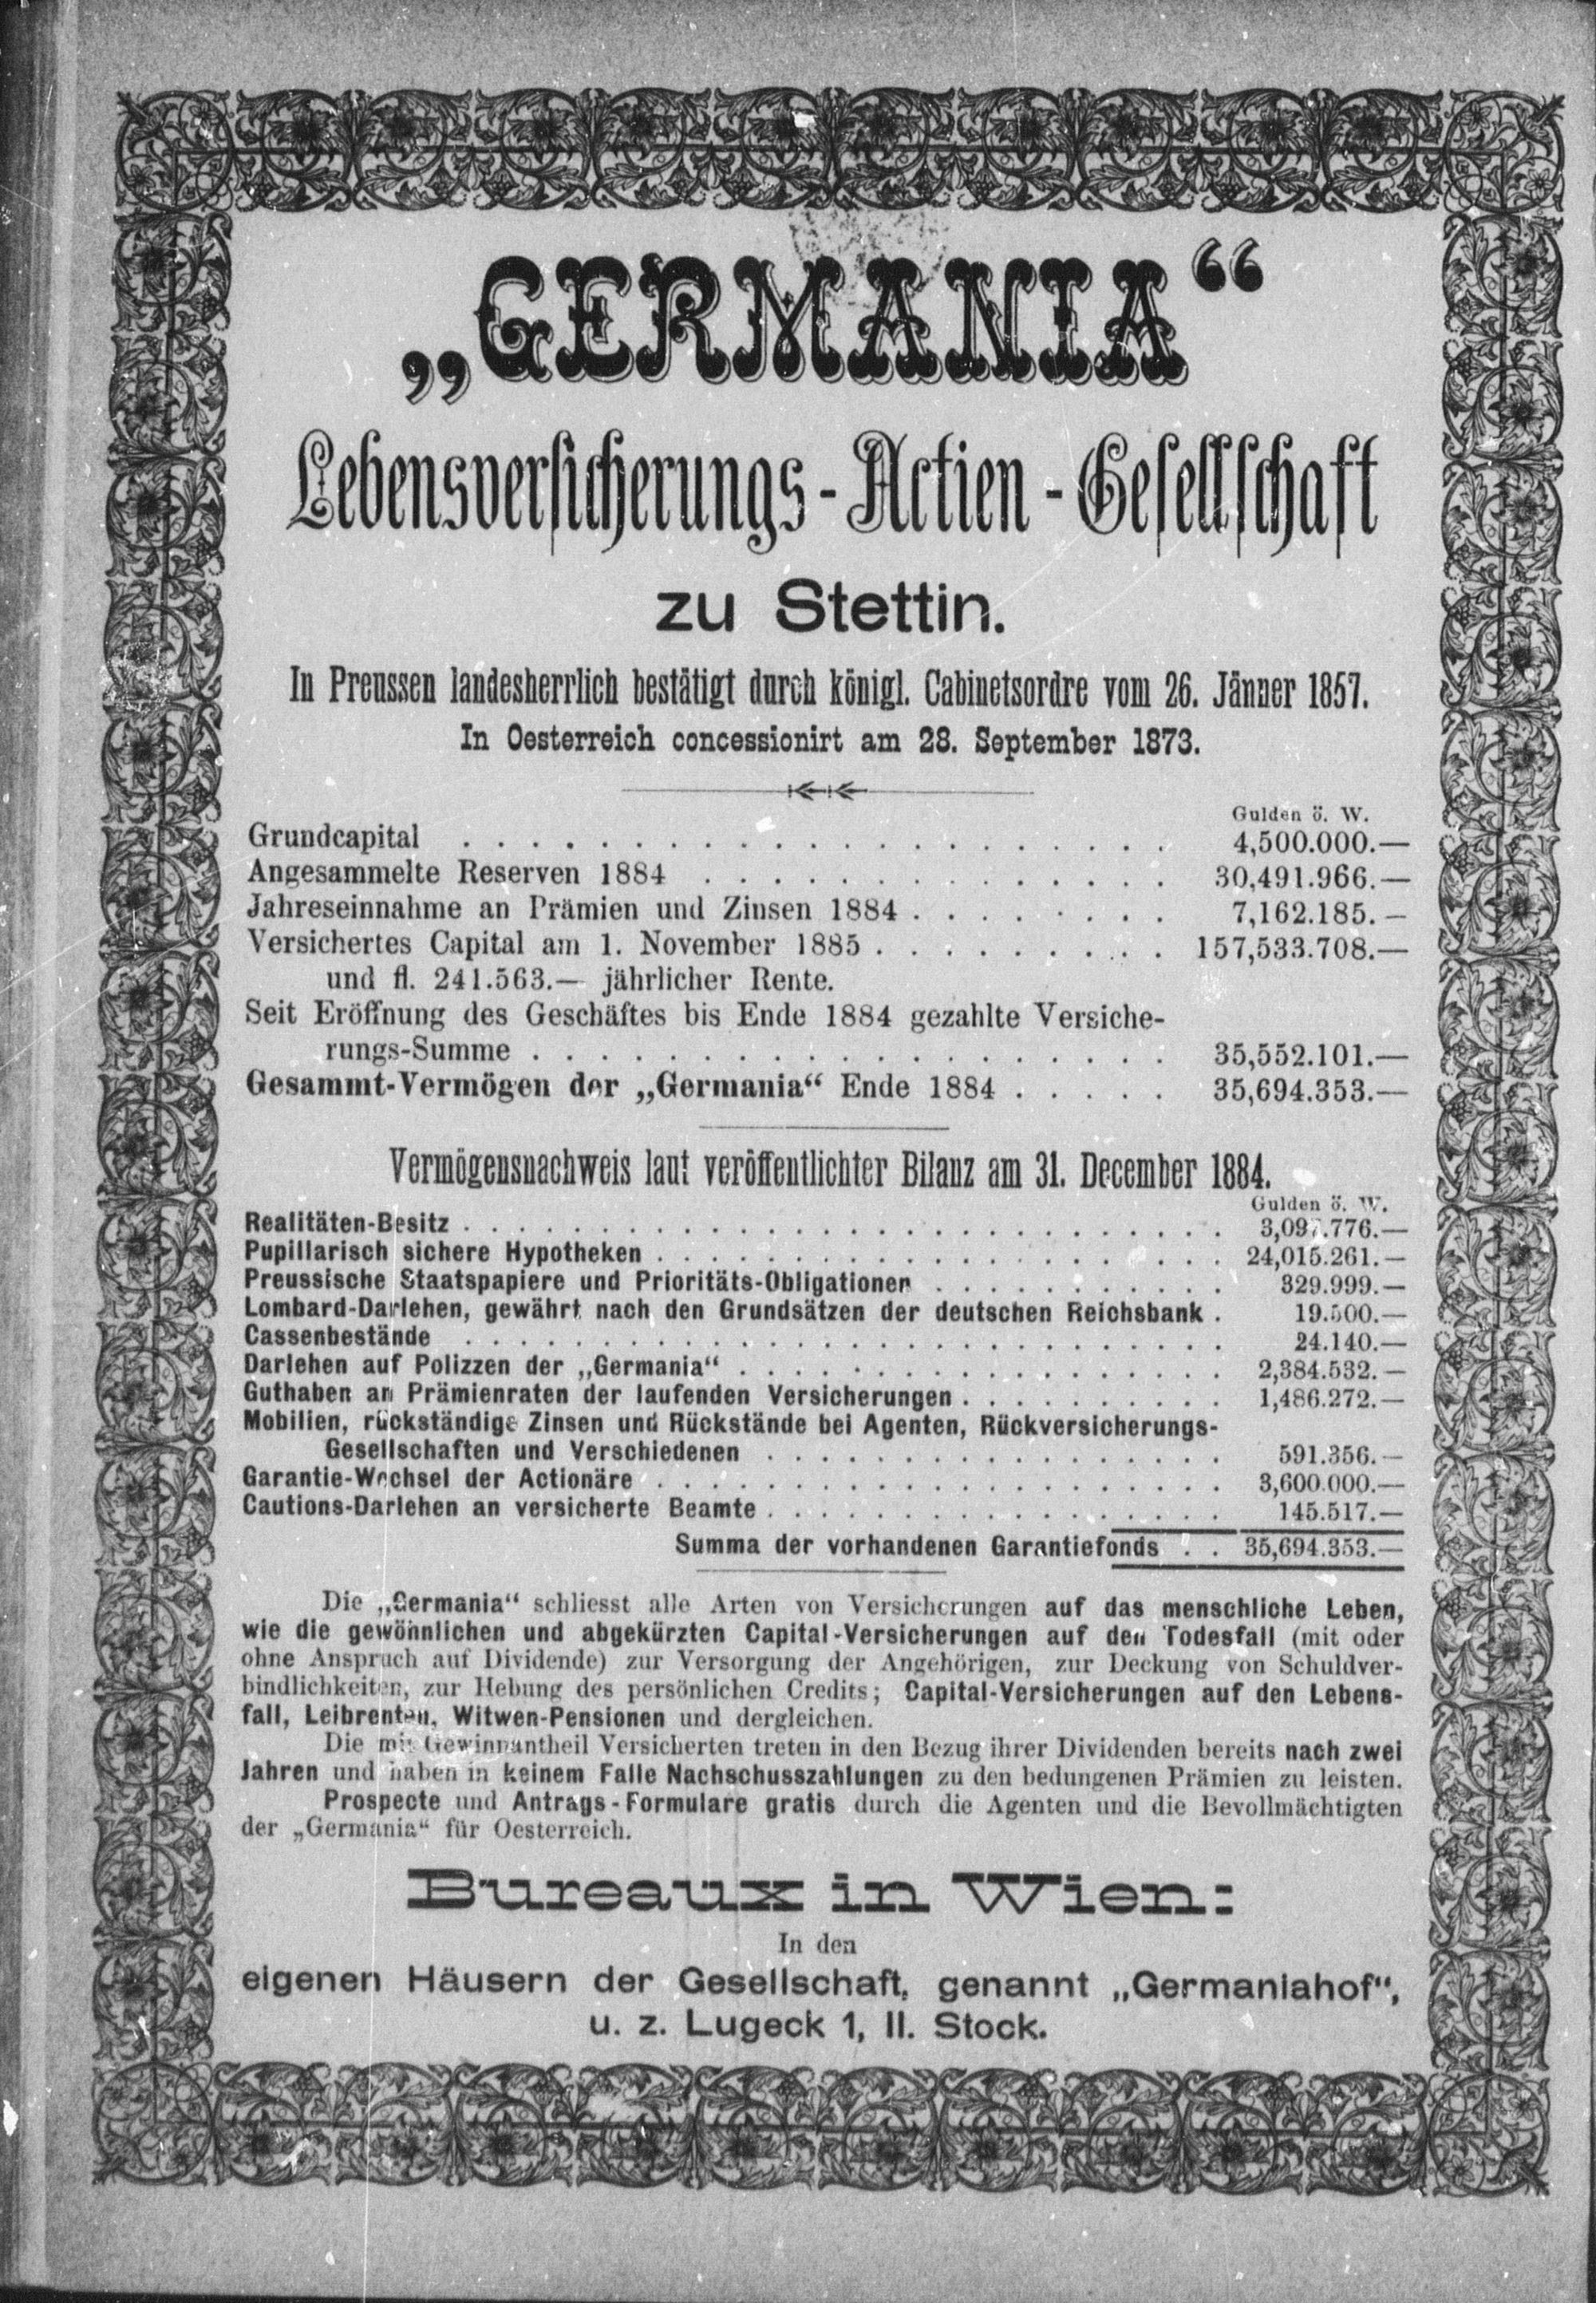 „GERMANIA“
Lebensversicherungs-Actien-Gesellschaft
zu Stettin.
In Preussen landesherrlich bestätigt durch königl. Cabinetsordre vom 26. Jänner 1857.
In Oesterreich concessionirt am 28. September 1873.
Gulden ö. W.
Grundcapital . . . . . . . . . . . . . . . . . . . . . 4,500.000.—
Angesammelte Reserven 1884 . . . . . . . . . . . . . . 30,491.966.—
Jahreseinnahme an Prämien und Zinsen 1884 . . . . . . . . 7,162.185.—
Versichertes Capital am 1. November 1885 . . . . . . . . . 157,533.708.—
und fl. 241.563.— jährlicher Rente.
Seit Eröffnung des Geschäftes bis Ende 1884 gezahlte Versiche-
rungs-Summe . . . . . . . . . . . . . . . . . . . 35,552.101.—
Gesammt-Vermögen der „Germania“ Ende 1884 . . . . . 35,694.353.—
Vermögensnachweis laut veröffentlichter Bilanz am 31. December 1884.
Gulden ö. W.
Realitäten-Besitz . . . . . . . . . . . . . . . . . . . . . . . 3,097.776.—
Pupillarisch sichere Hypotheken . . . . . . . . . . . . . . . . . 24,015.261.—
Preussische Staatspapiere und Prioritäts-Obligationen . . . . . . . . . 329.999.—
Lombard-Darlehen, gewährt nach den Grundsätzen der deutschen Reichsbank . 19.500.—
Cassenbestände . . . . . . . . . . . . . . . . . . . . . . . 24.140.—
Darlehen auf Polizzen der „Germania“ . . . . . . . . . . . . . . . 2,384.532.—
Guthaben an Prämienraten der laufenden Versicherungen . . . . . . . . 1,486.272.—
Mobilien, rückständige Zinsen und Rückstände bei Agenten, Rückversicherungs-
Gesellschaften und Verschiedenen . . . . . . . . . . . . . . 591.356.—
Garantie-Wechsel der Actionäre . . . . . . . . . . . . . . . . . 3,600.000.—
Cautions-Darlehen an versicherte Beamte . . . . . . . . . . . . . . 145.517.—
Summa der vorhandenen Garantiefonds . . 35,694.353.—
Die „Germania“ schliesst alle Arten von Versicherungen auf das menschliche Leben,
wie die gewöhnlichen und abgekürzten Capital-Versicherungen auf den Todesfall (mit oder
ohne Anspruch auf Dividende) zur Versorgung der Angehörigen, zur Deckung von Schuldver-
bindlichkeiten, zur Hebung des persönlichen Credits; Capital-Versicherungen auf den Lebens-
fall, Leibrenten, Witwen-Pensionen und dergleichen.
Die mit Gewinnantheil Versicherten treten in den Bezug ihrer Dividenden bereits nach zwei
Jahren und haben in keinem Falle Nachschusszahlungen zu den bedungenen Prämien zu leisten.
Prospecte und Antrags-Formulare gratis durch die Agenten und die Bevollmächtigten
der „Germania“ für Oesterreich.
Bureaux in Wien:
In den
eigenen Häusern der Gesellschaft, genannt „Germaniahof“,
u. z. Lugeck 1, II. Stock.